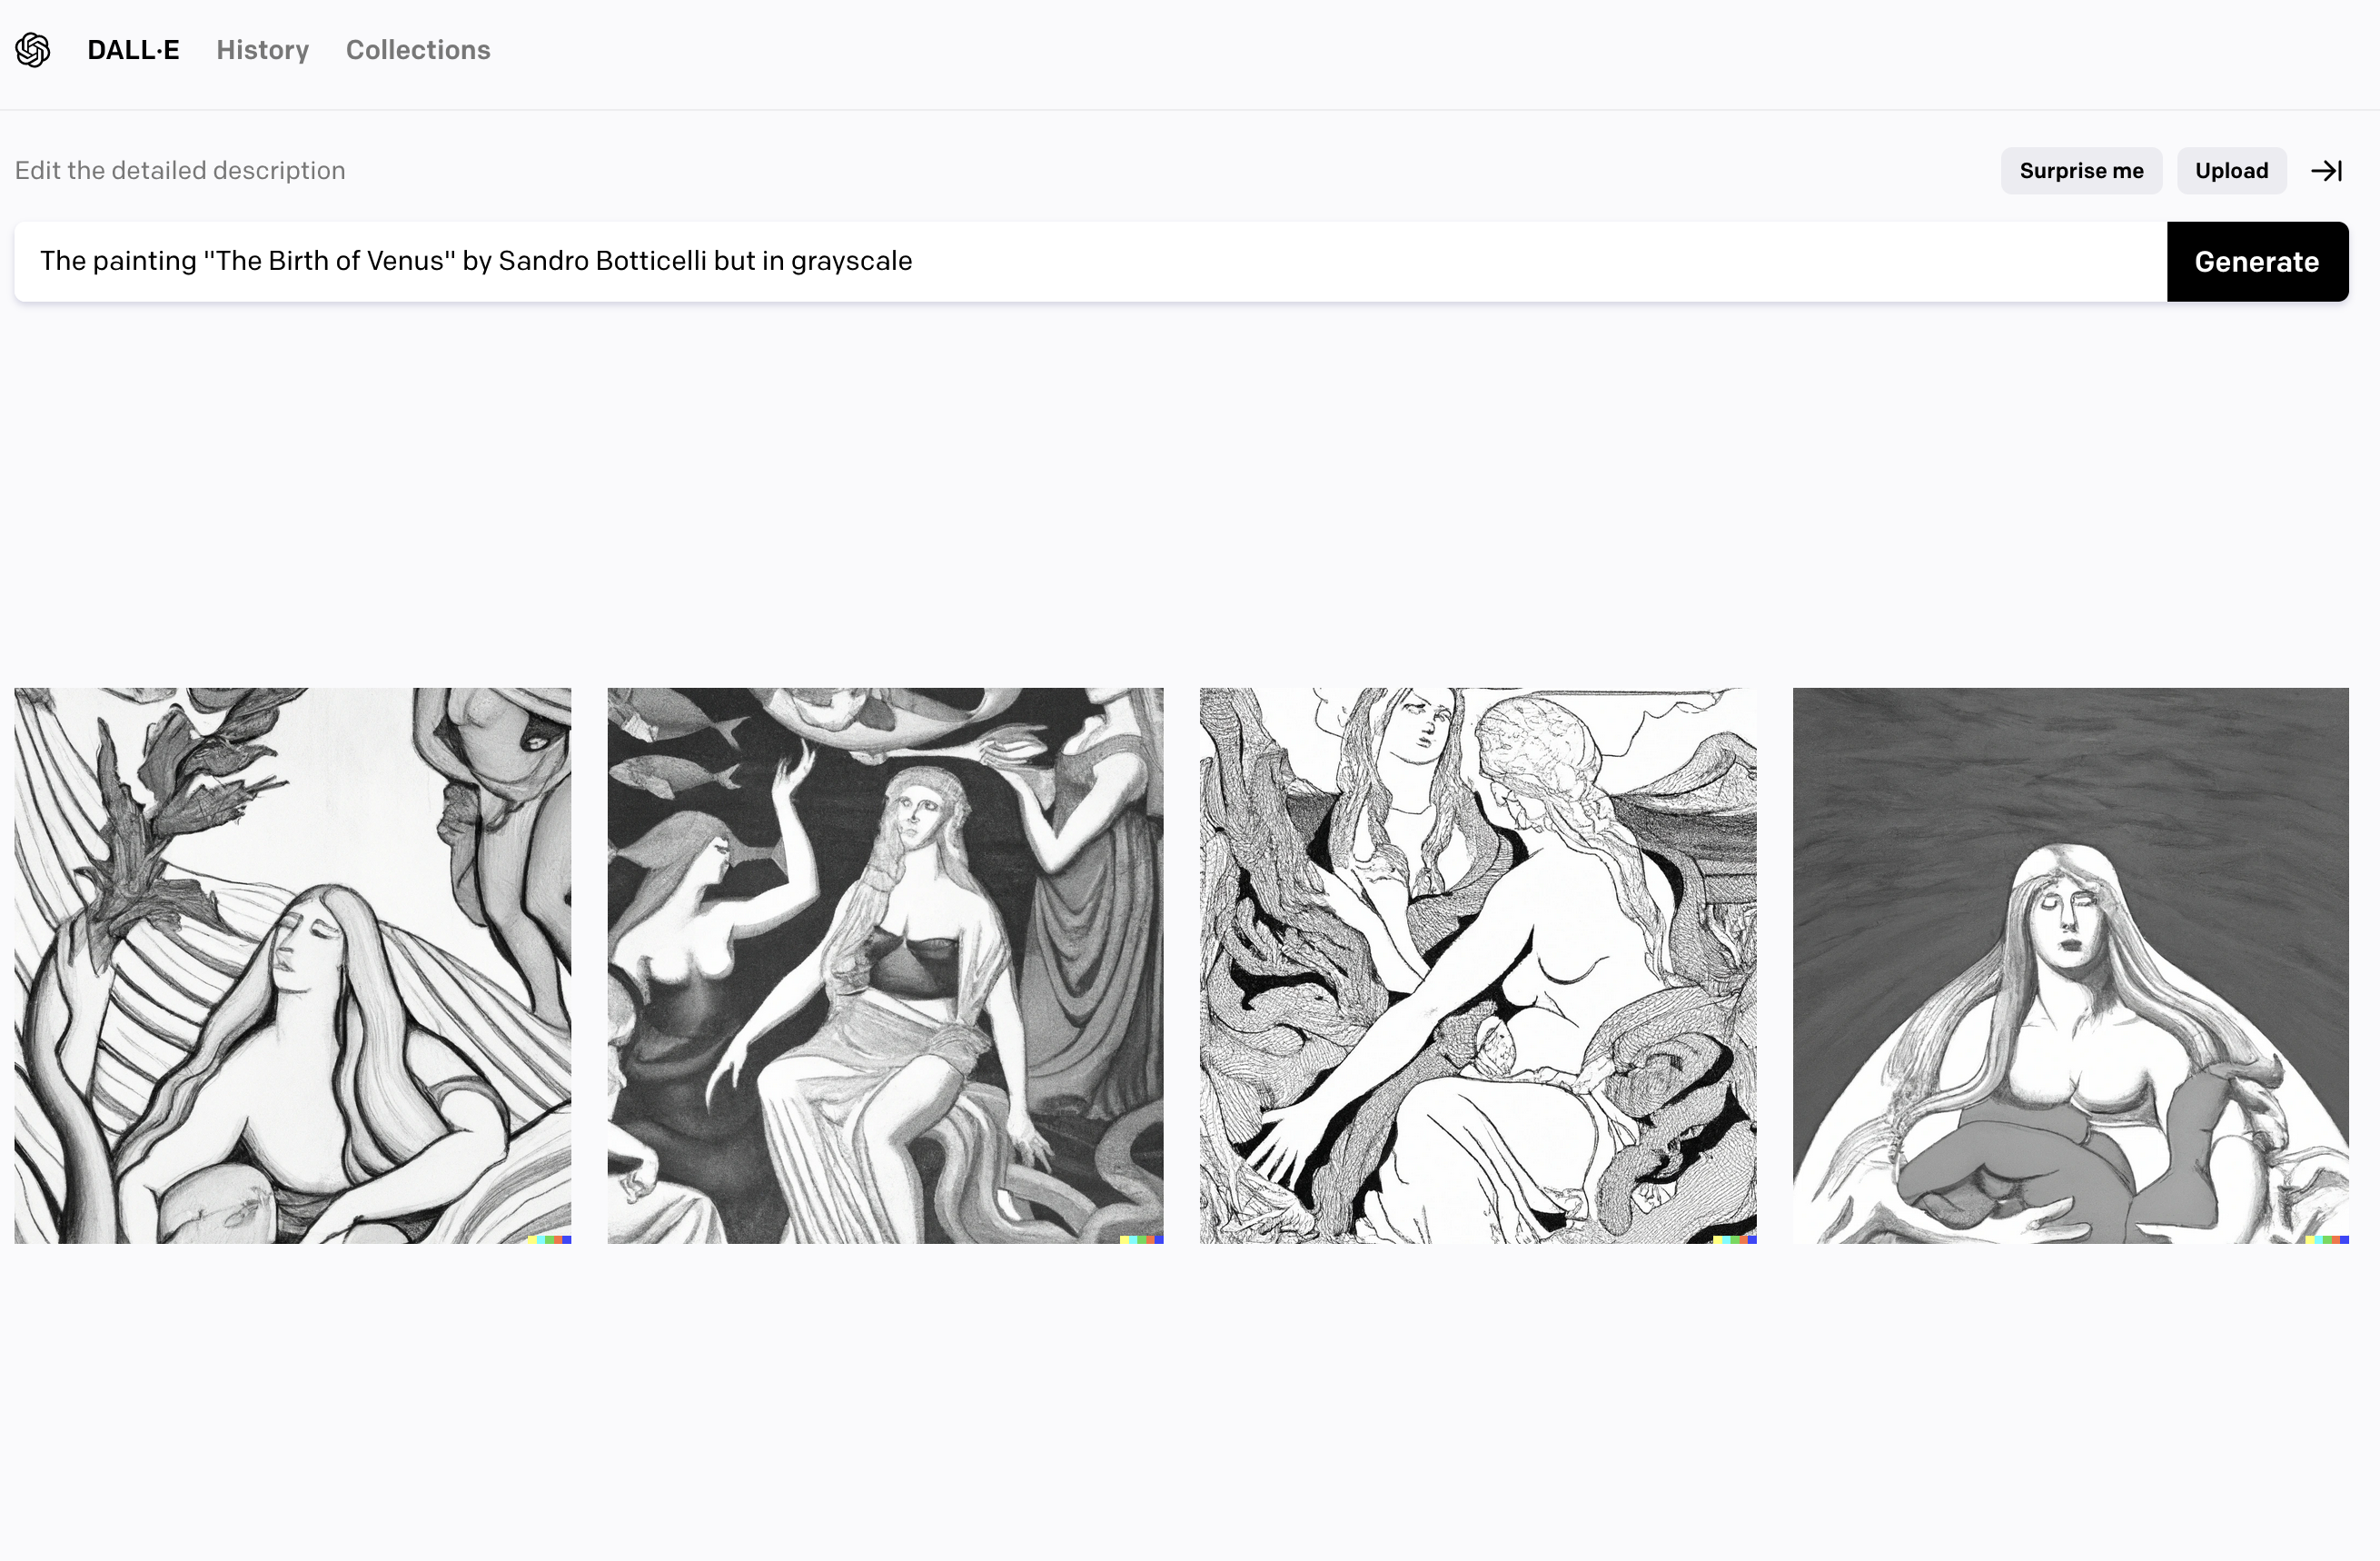 DALL·E History Collections
Edit the detailed description
Surprise me Upload
The painting "The Birth of Venus" by Sandro Botticelli but in grayscale
Generate